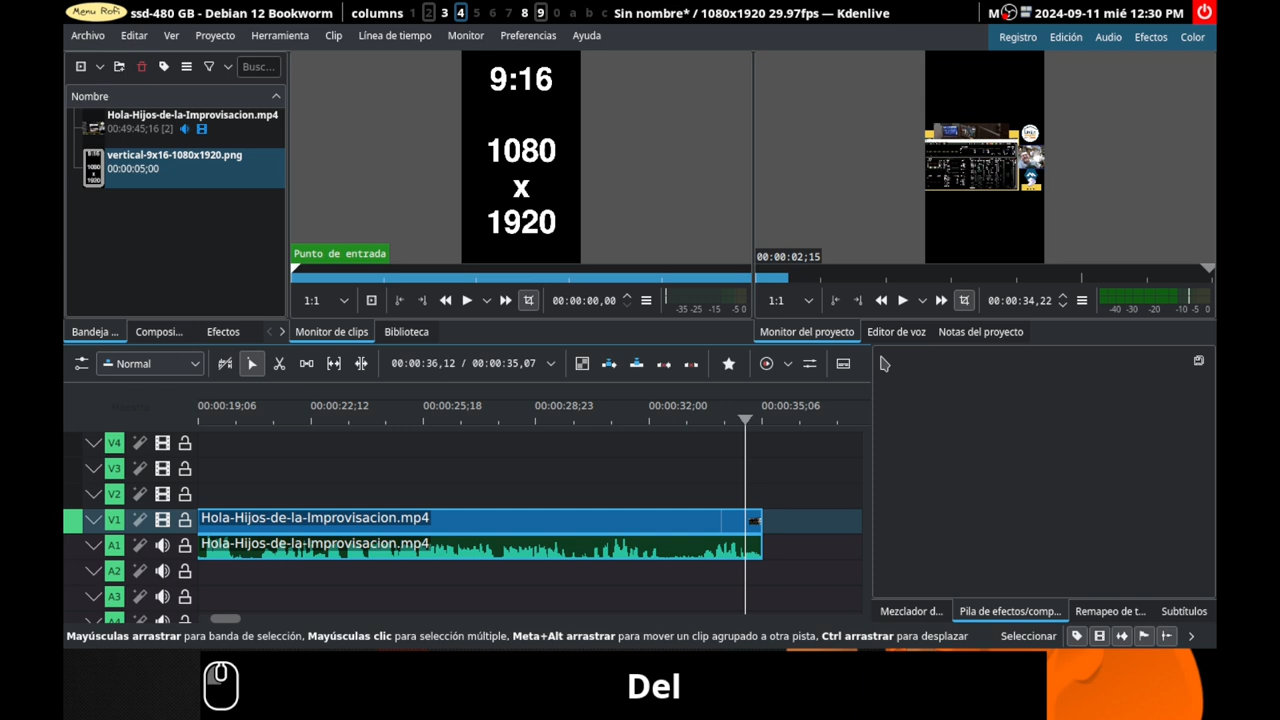 Menu Rofi ssd-480 GB - Debian 12 Bookworm columns 1 2 3 4 5 6 7 8 9 0 a b c Sin nombre* / 1080x1920 29.97fps — Kdenlive M 2024-09-11 mié 12:30 PM
Archivo Editar Ver Proyecto Herramienta Clip Línea de tiempo Monitor Preferencias Ayuda Registro Edición Audio Efectos Color
Busc...
Nombre
Hola-Hijos-de-la-Improvisacion.mp4
00:49:45;16 [2]
vertical-9x16-1080x1920.png
00:00:05;00
9:16
1080
x
1920
Punto de entrada
00:00:02;15
1:1 00:00:00,00 -35 -25 -15 -5 0
1:1 00:00:34,22 -40 -30 -20 -10 -5 0
Bandeja ... Composi... Efectos Monitor de clips Biblioteca Monitor del proyecto Editor de voz Notas del proyecto
Normal 00:00:36,12 / 00:00:35,07
00:00:19;06 00:00:22;12 00:00:25;18 00:00:28;23 00:00:32;00 00:00:35;06
V4
V3
V2
V1 Hola-Hijos-de-la-Improvisacion.mp4
A1 Hola-Hijos-de-la-Improvisacion.mp4
A2
A3
Mezclador d... Pila de efectos/comp... Remapeo de t... Subtítulos
Mayúsculas arrastrar para banda de selección, Mayúsculas clic para selección múltiple, Meta+Alt arrastrar para mover un clip agrupado a otra pista, Ctrl arrastrar para desplazar Seleccionar
Del